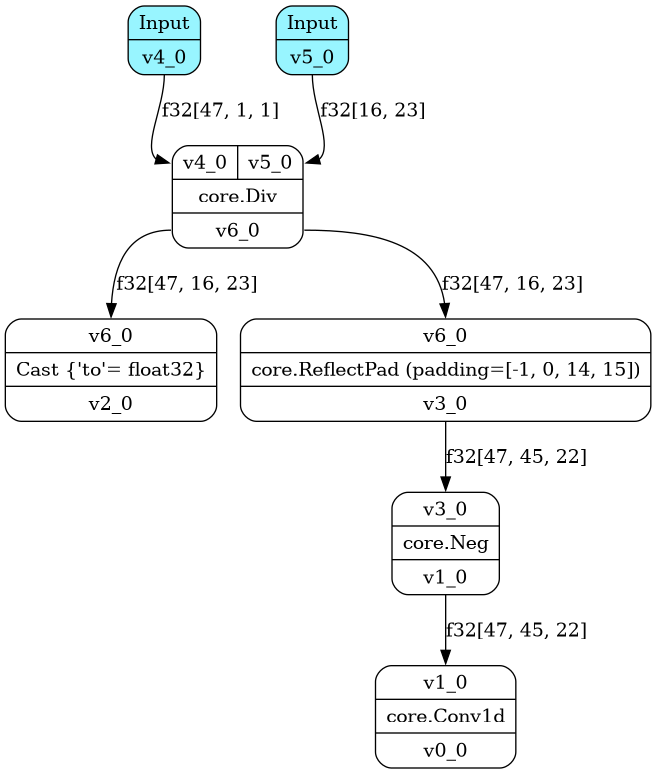 Input
v4_0
Input
v5_0
f32[47, 1, 1]
f32[16, 23]
v4_0 v5_0
core.Div
v6_0
f32[47, 16, 23]
f32[47, 16, 23]
v6_0
Cast {'to'= float32}
v2_0
v6_0
core.ReflectPad (padding=[-1, 0, 14, 15])
v3_0
f32[47, 45, 22]
v3_0
core.Neg
v1_0
f32[47, 45, 22]
v1_0
core.Conv1d
v0_0